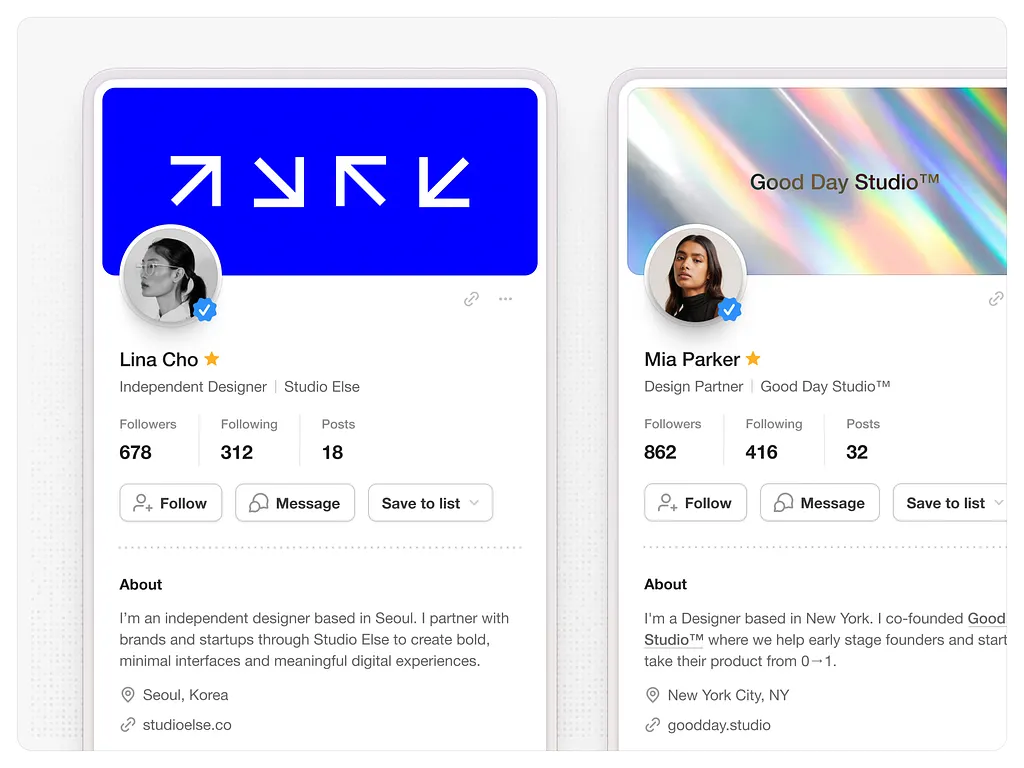 Lina Cho
Independent Designer | Studio Else
Followers Following Posts
678 312 18
Follow Message Save to list
About
I’m an independent designer based in Seoul. I partner with
brands and startups through Studio Else to create bold,
minimal interfaces and meaningful digital experiences.
Seoul, Korea
studioelse.co
Good Day Studio™
Mia Parker
Design Partner | Good Day Studio™
Followers Following Posts
862 416 32
Follow Message Save to list
About
I'm a Designer based in New York. I co-founded Good
Studio™ where we help early stage founders and start
take their product from 0→1.
New York City, NY
goodday.studio